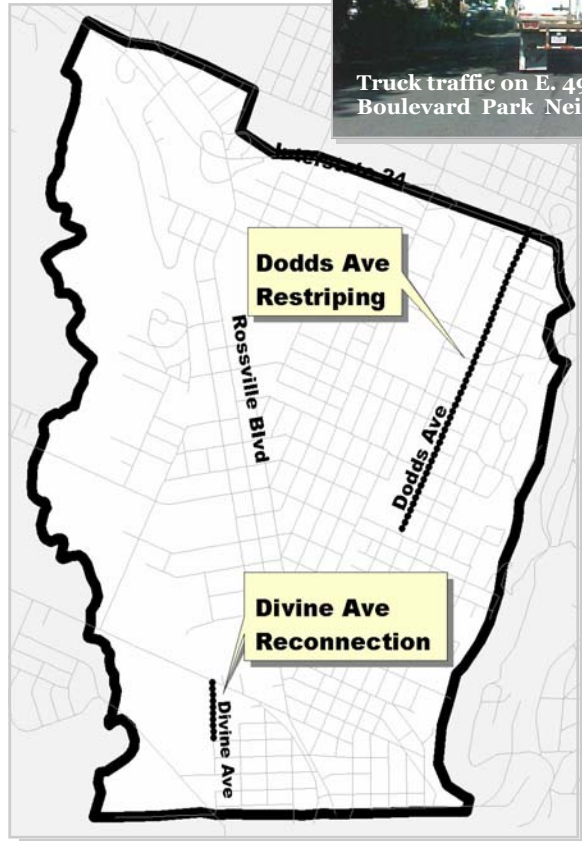 Truck traffic on E. 49
Boulevard Park Nei
Interstate 24
Dodds Ave
Restriping
Rossville Blvd
Dodds Ave
Divine Ave
Reconnection
Divine Ave